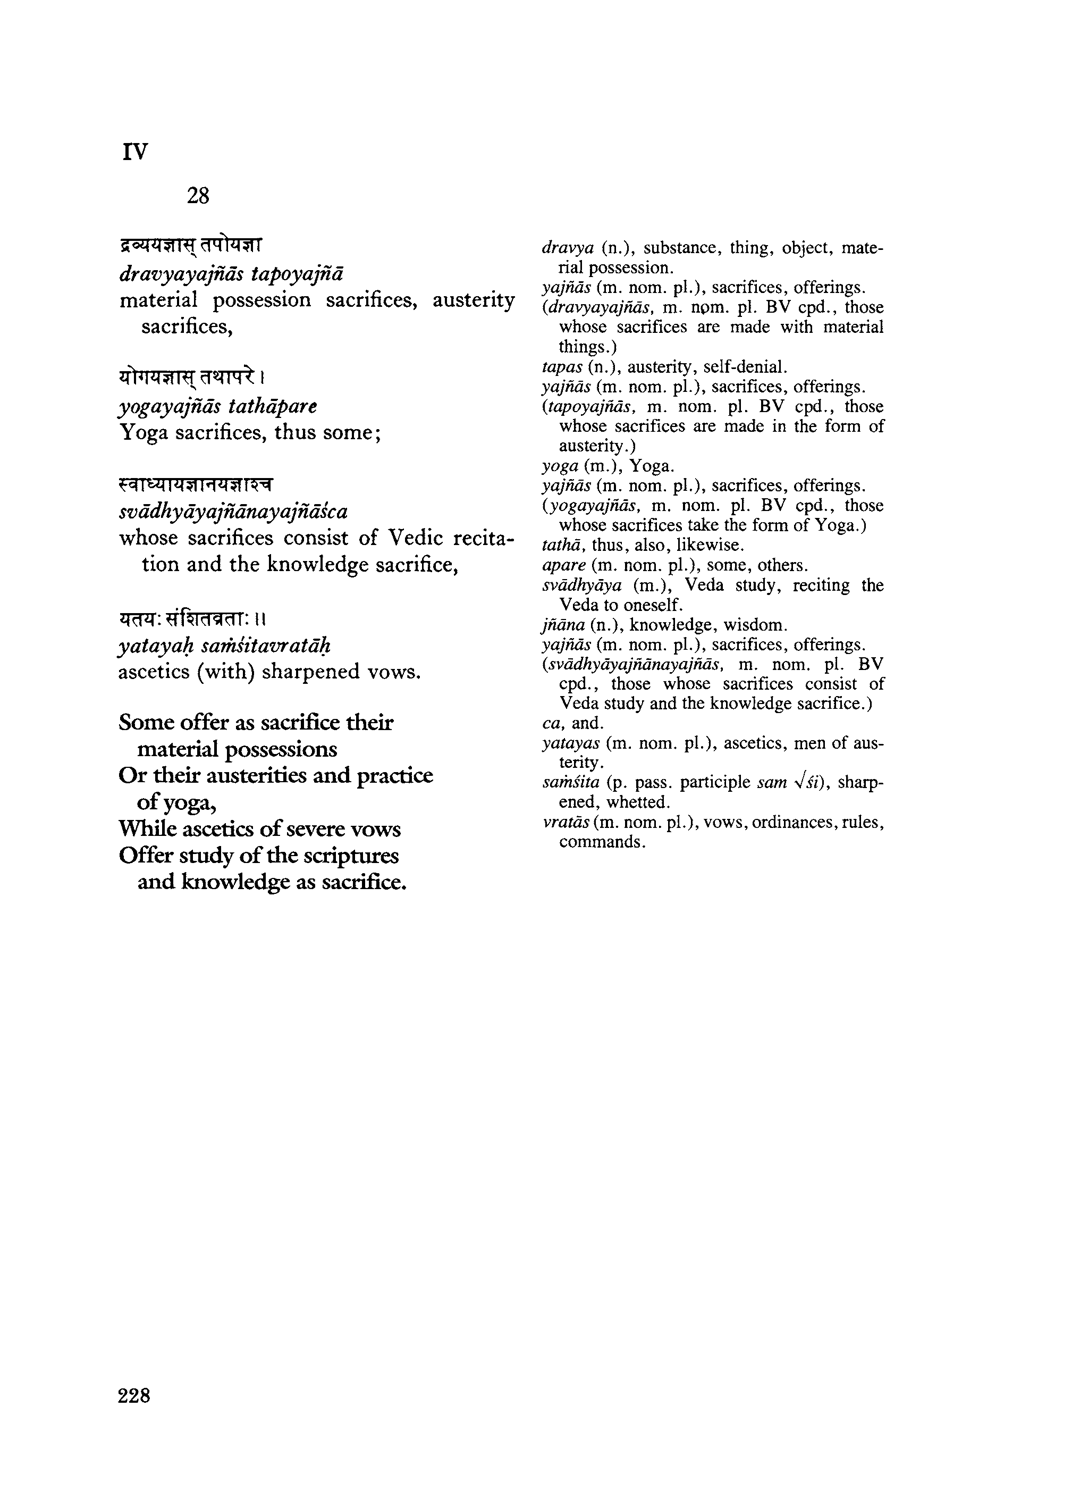 IV
28
द्रव्ययज्ञास् तपोयज्ञा
dravyayajñās tapoyajñā
material possession sacrifices, austerity
sacrifices,
योगयज्ञास् तथापरे ।
yogayajñās tathāpare
Yoga sacrifices, thus some;
स्वाध्यायज्ञानयज्ञाश्च
svādhyāyajñānayajñāśca
whose sacrifices consist of Vedic recita-
tion and the knowledge sacrifice,
यतयः संशितव्रताः ॥
yatayaḥ saṁśitavratāḥ
ascetics (with) sharpened vows.
Some offer as sacrifice their
material possessions
Or their austerities and practice
of yoga,
While ascetics of severe vows
Offer study of the scriptures
and knowledge as sacrifice.
dravya (n.), substance, thing, object, mate-
rial possession.
yajñās (m. nom. pl.), sacrifices, offerings.
(dravyayajñās, m. nom. pl. BV cpd., those
whose sacrifices are made with material
things.)
tapas (n.), austerity, self-denial.
yajñās (m. nom. pl.), sacrifices, offerings.
(tapoyajñās, m. nom. pl. BV cpd., those
whose sacrifices are made in the form of
austerity.)
yoga (m.), Yoga.
yajñās (m. nom. pl.), sacrifices, offerings.
(yogayajñās, m. nom. pl. BV cpd., those
whose sacrifices take the form of Yoga.)
tathā, thus, also, likewise.
apare (m. nom. pl.), some, others.
svādhyāya (m.), Veda study, reciting the
Veda to oneself.
jñāna (n.), knowledge, wisdom.
yajñās (m. nom. pl.), sacrifices, offerings.
(svādhyāyajñānayajñās, m. nom. pl. BV
cpd., those whose sacrifices consist of
Veda study and the knowledge sacrifice.)
ca, and.
yatayas (m. nom. pl.), ascetics, men of aus-
terity.
saṁśita (p. pass. participle sam √śi), sharp-
ened, whetted.
vratās (m. nom. pl.), vows, ordinances, rules,
commands.
228